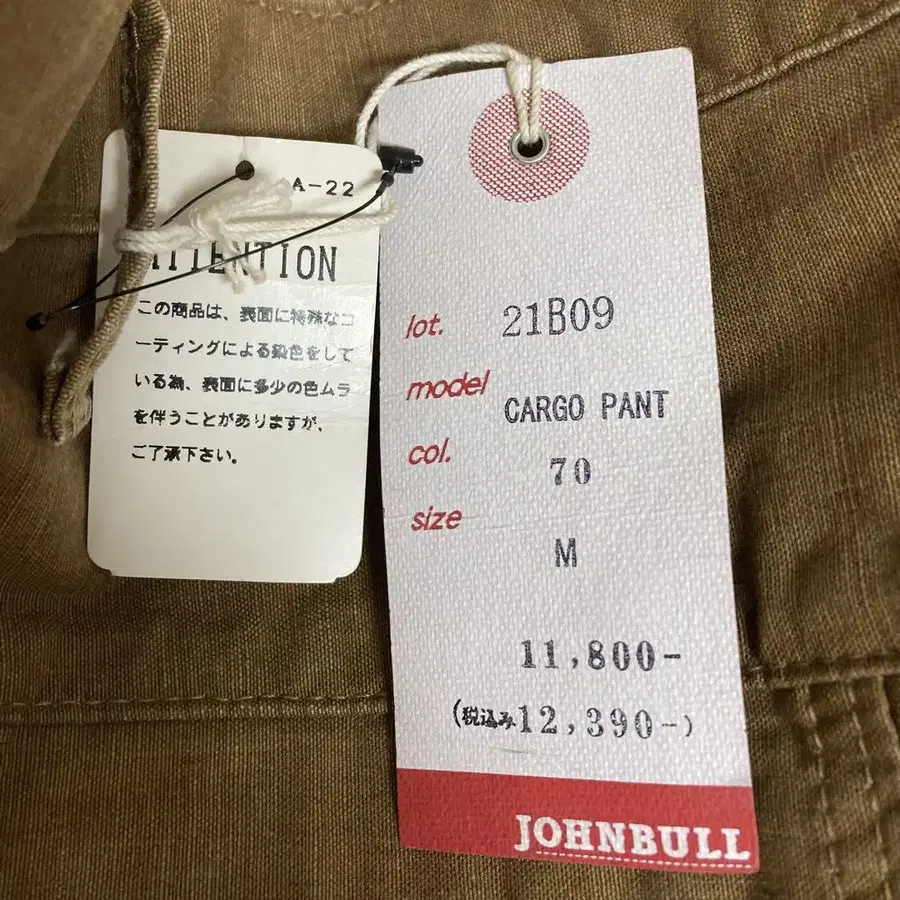 A-22
ATTENTION
この商品は、表面に特殊なコ
ーティングによる染色をして
いる為、表面に多少の色ムラ
を伴うことがありますが、
ご了承下さい。
lot. 21B09
model CARGO PANT
col. 70
size M
11,800-
(税込み12,390-)
JOHNBULL